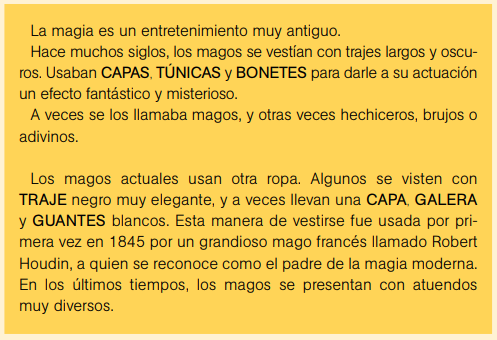 La magia es un entretenimiento muy antiguo.
Hace muchos siglos, los magos se vestían con trajes largos y oscu-
ros. Usaban CAPAS, TÚNICAS y BONETES para darle a su actuación
un efecto fantástico y misterioso.
A veces se los llamaba magos, y otras veces hechiceros, brujos o
adivinos.
Los magos actuales usan otra ropa. Algunos se visten con
TRAJE negro muy elegante, y a veces llevan una CAPA, GALERA
y GUANTES blancos. Esta manera de vestirse fue usada por pri-
mera vez en 1845 por un grandioso mago francés llamado Robert
Houdin, a quien se reconoce como el padre de la magia moderna.
En los últimos tiempos, los magos se presentan con atuendos
muy diversos.